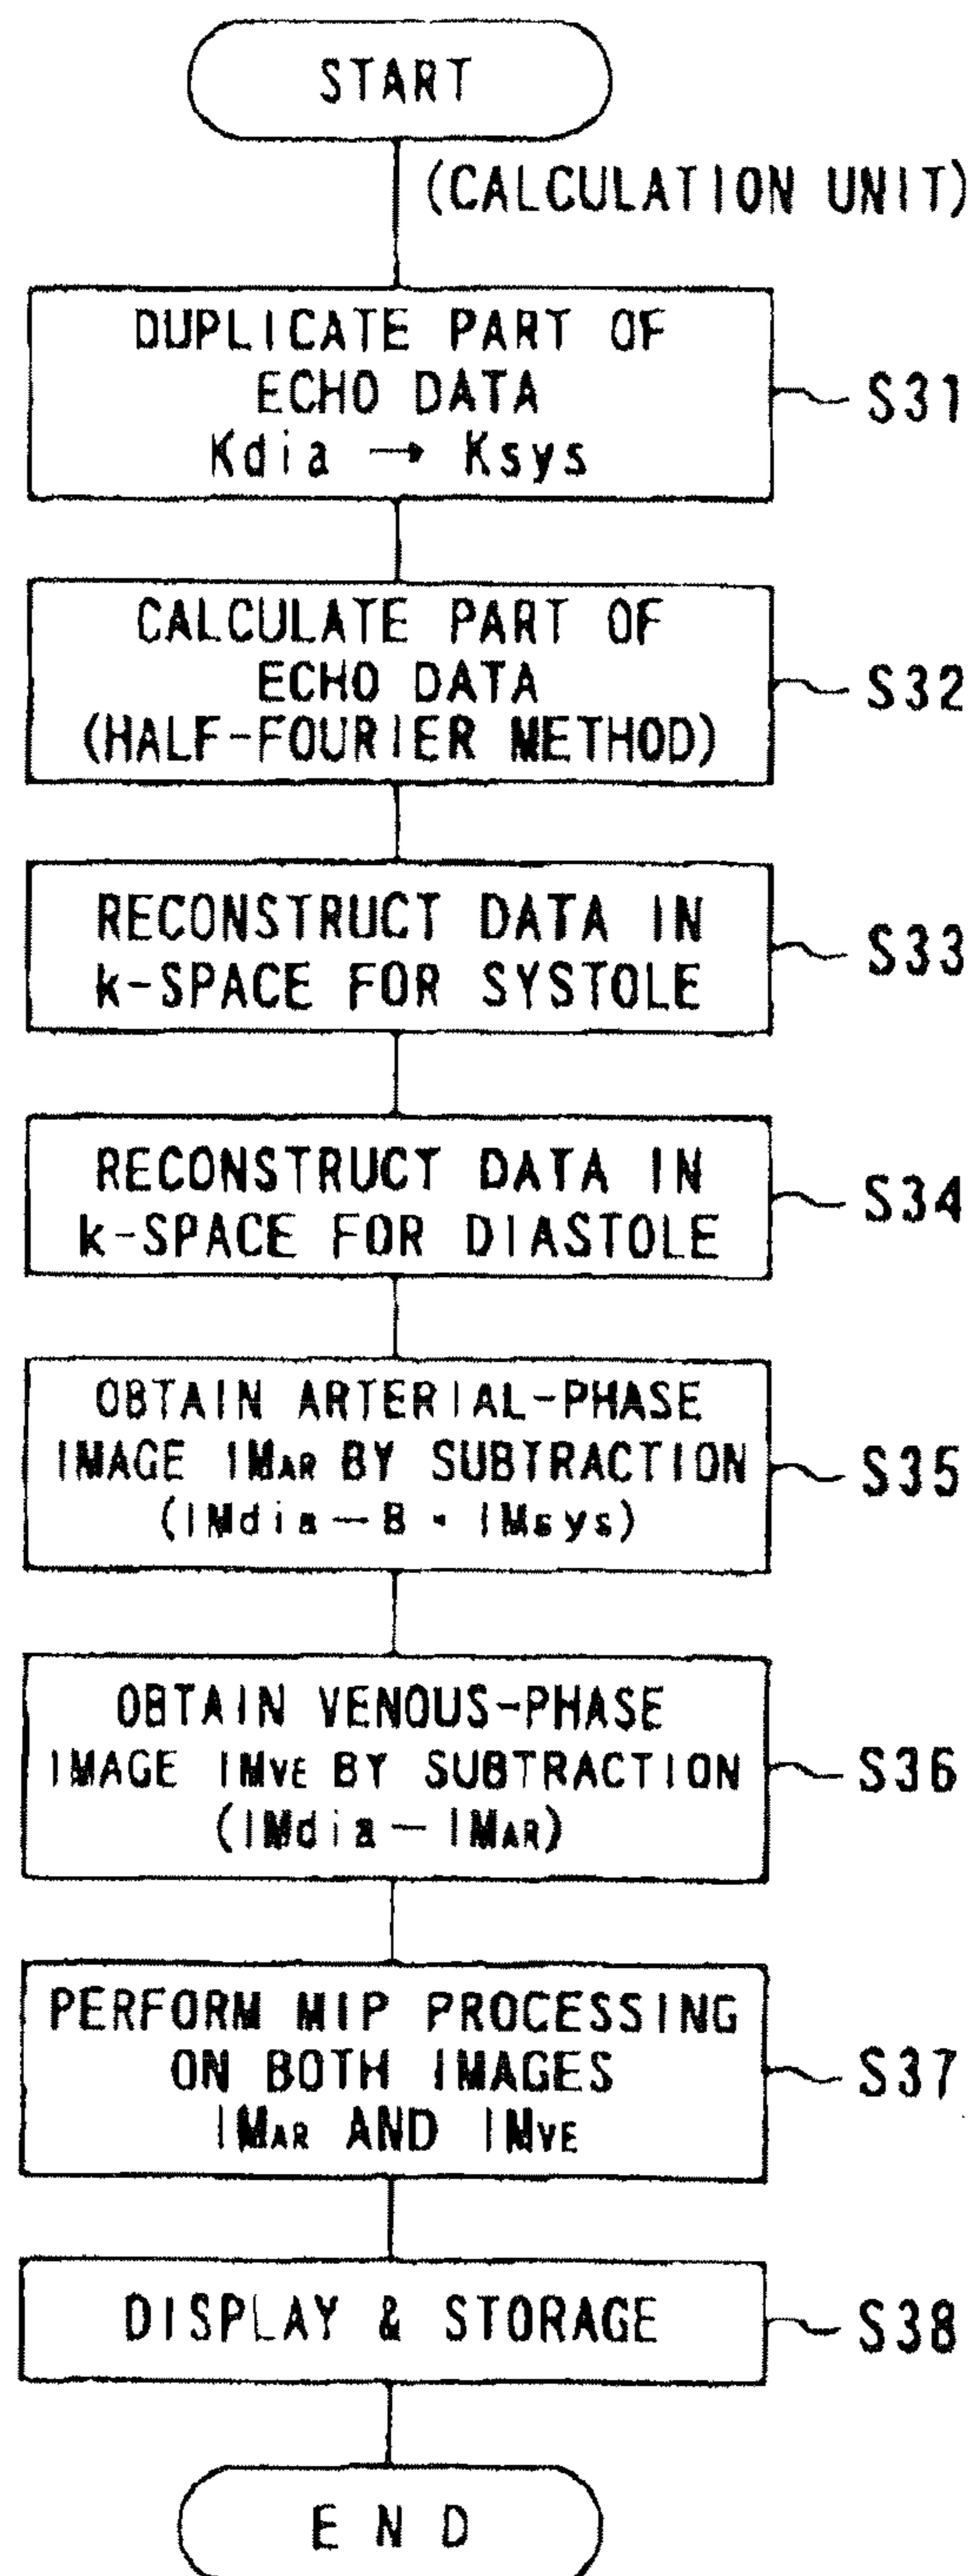 START
(CALCULATION UNIT)
DUPLICATE PART OF
ECHO DATA
Kdia → Ksys
S31
CALCULATE PART OF
ECHO DATA
(HALF-FOURIER METHOD)
S32
RECONSTRUCT DATA IN
k-SPACE FOR SYSTOLE
S33
RECONSTRUCT DATA IN
k-SPACE FOR DIASTOLE
S34
OBTAIN ARTERIAL-PHASE
IMAGE IMAR BY SUBTRACTION
(IMdia-B・IMsys)
S35
OBTAIN VENOUS-PHASE
IMAGE IMVE BY SUBTRACTION
(IMdia-IMAR)
S36
PERFORM MIP PROCESSING
ON BOTH IMAGES
IMAR AND IMVE
S37
DISPLAY & STORAGE
S38
END